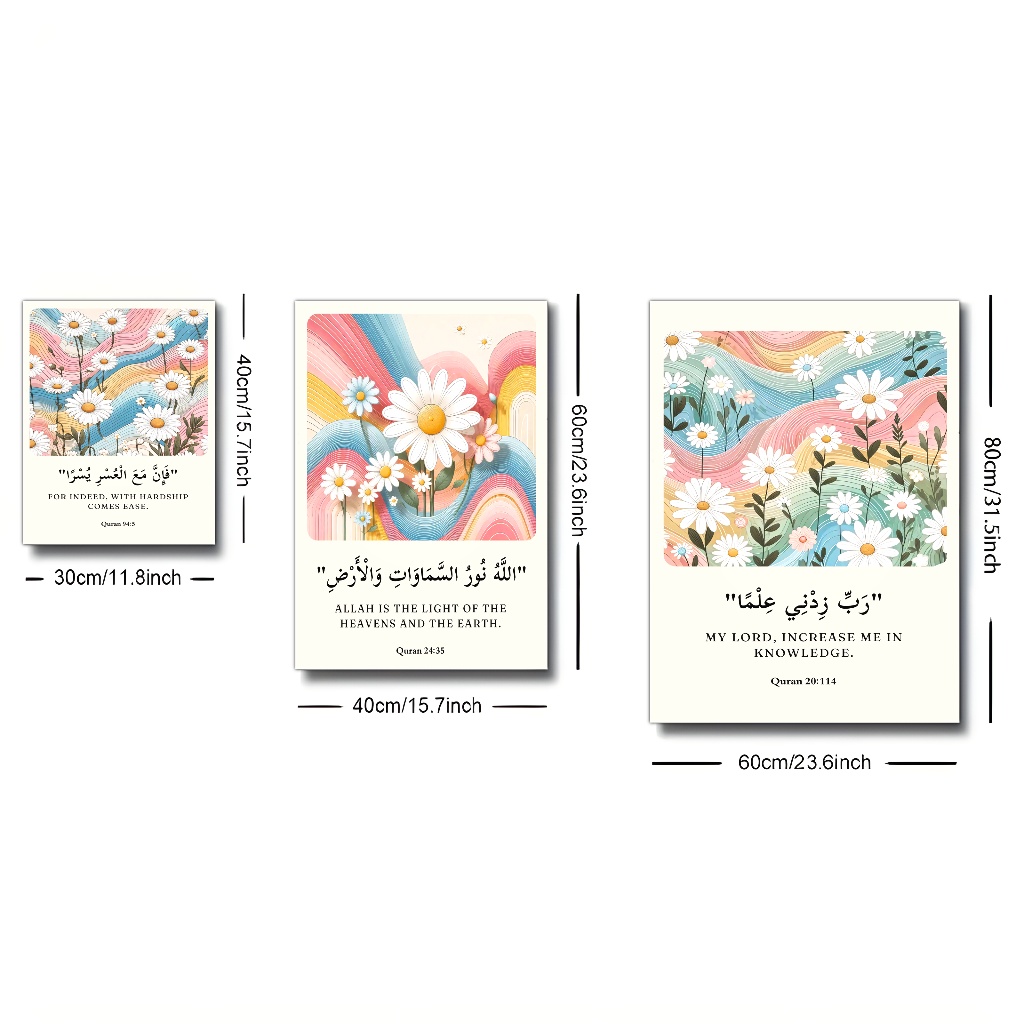 "فَإِنَّ مَعَ الْعُسْرِ يُسْرًا"
FOR INDEED, WITH HARDSHIP
COMES EASE.
Quran 94:5
40cm/15.7inch
30cm/11.8inch
"اللَّهُ نُورُ السَّمَاوَاتِ وَالْأَرْضِ"
ALLAH IS THE LIGHT OF THE
HEAVENS AND THE EARTH.
Quran 24:35
60cm/23.6inch
40cm/15.7inch
"رَبِّ زِدْنِي عِلْمًا"
MY LORD, INCREASE ME IN
KNOWLEDGE.
Quran 20:114
80cm/31.5inch
60cm/23.6inch